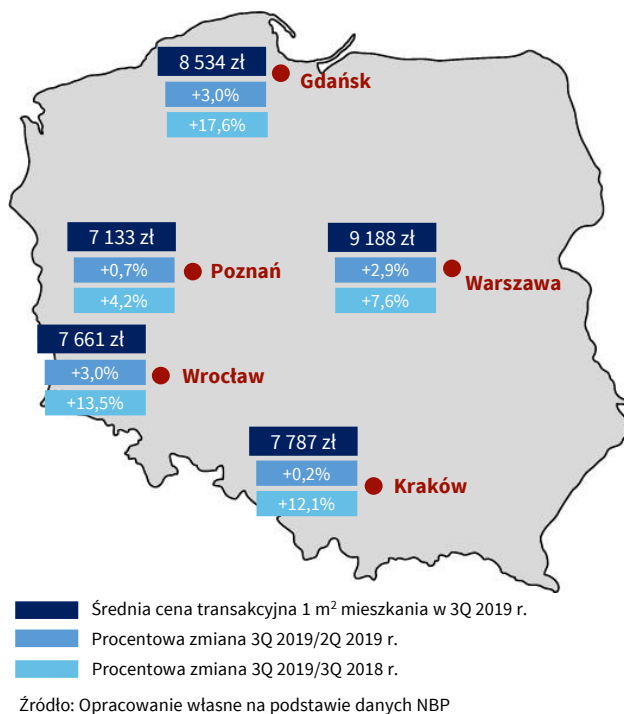 8 534 zł
Gdańsk
+3,0%
+17,6%
7 133 zł
+0,7%
Poznań
+4,2%
9 188 zł
+2,9%
Warszawa
+7,6%
7 661 zł
+3,0%
Wrocław
+13,5%
7 787 zł
+0,2%
Kraków
+12,1%
Średnia cena transakcyjna 1 m² mieszkania w 3Q 2019 r.
Procentowa zmiana 3Q 2019/2Q 2019 r.
Procentowa zmiana 3Q 2019/3Q 2018 r.
Źródło: Opracowanie własne na podstawie danych NBP